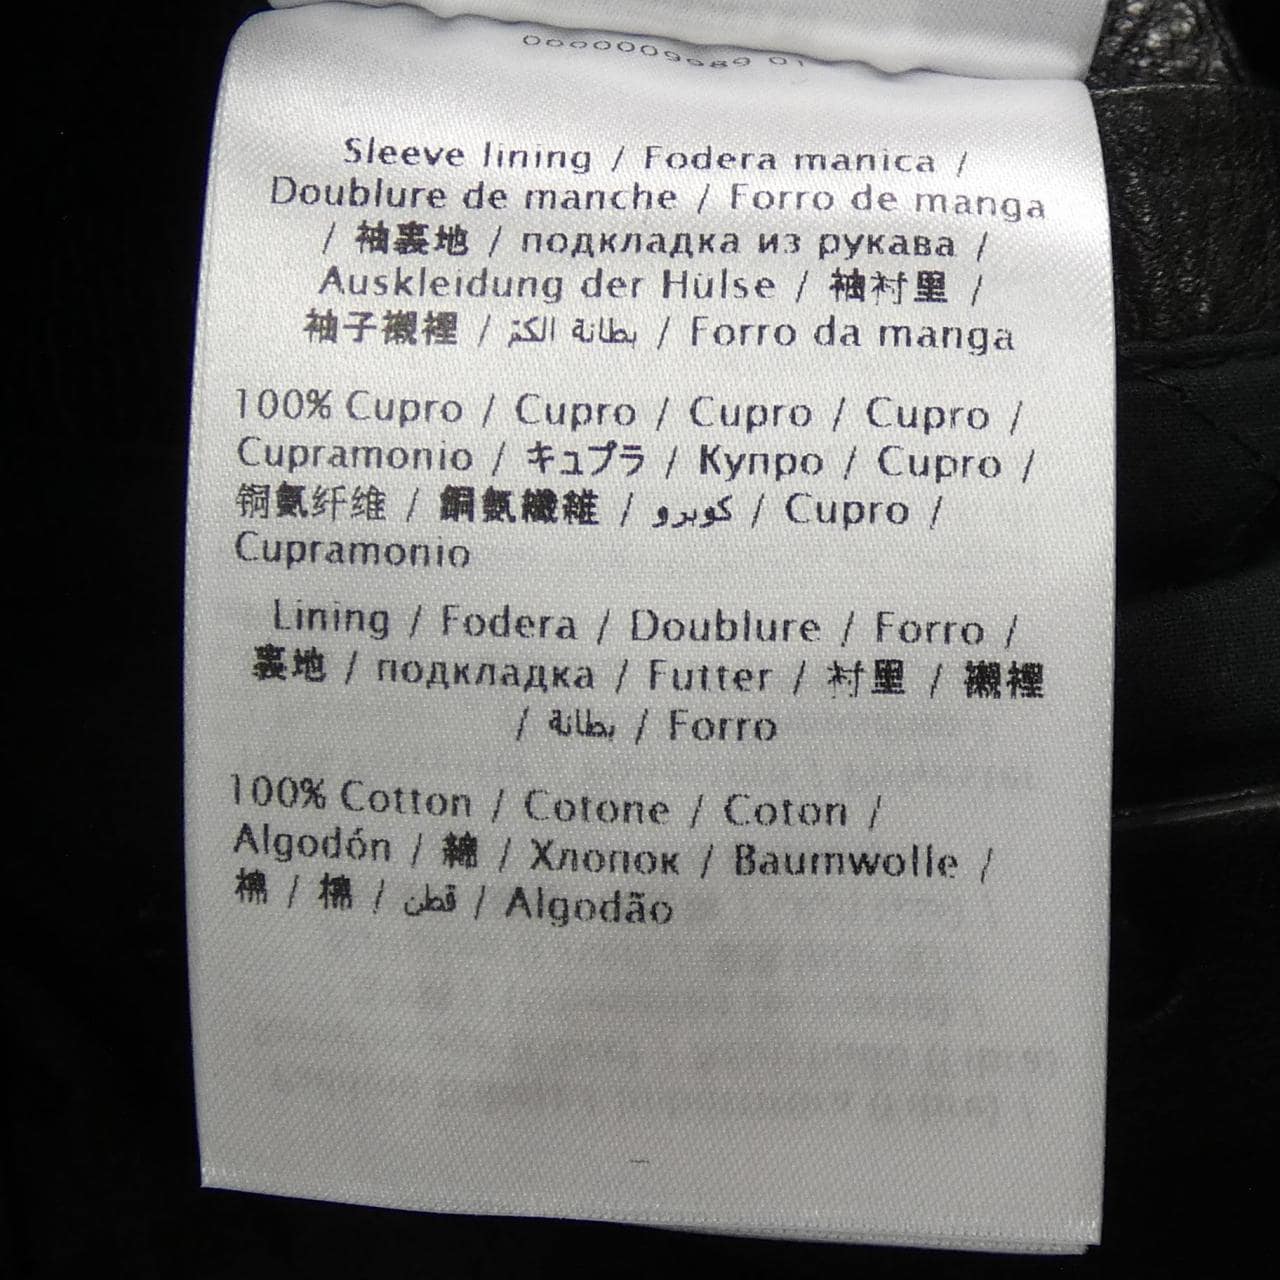 0000009989 01
Sleeve lining / Fodera manica /
Doublure de manche / Forro de manga
/ 袖裏地 / подкладка из рукава /
Auskleidung der Hülse / 袖衬里 /
袖子襯裡 / بطانة الكم / Forro da manga
100% Cupro / Cupro / Cupro / Cupro /
Cupramonio / キュプラ / Купро / Cupro /
铜氨纤维 / 銅氨纖維 / كوبرو / Cupro /
Cupramonio
Lining / Fodera / Doublure / Forro /
裏地 / подкладка / Futter / 衬里 / 襯裡
/ بطانة / Forro
100% Cotton / Cotone / Coton /
Algodón / 綿 / Хлопок / Baumwolle /
棉 / 棉 / قطن / Algodão